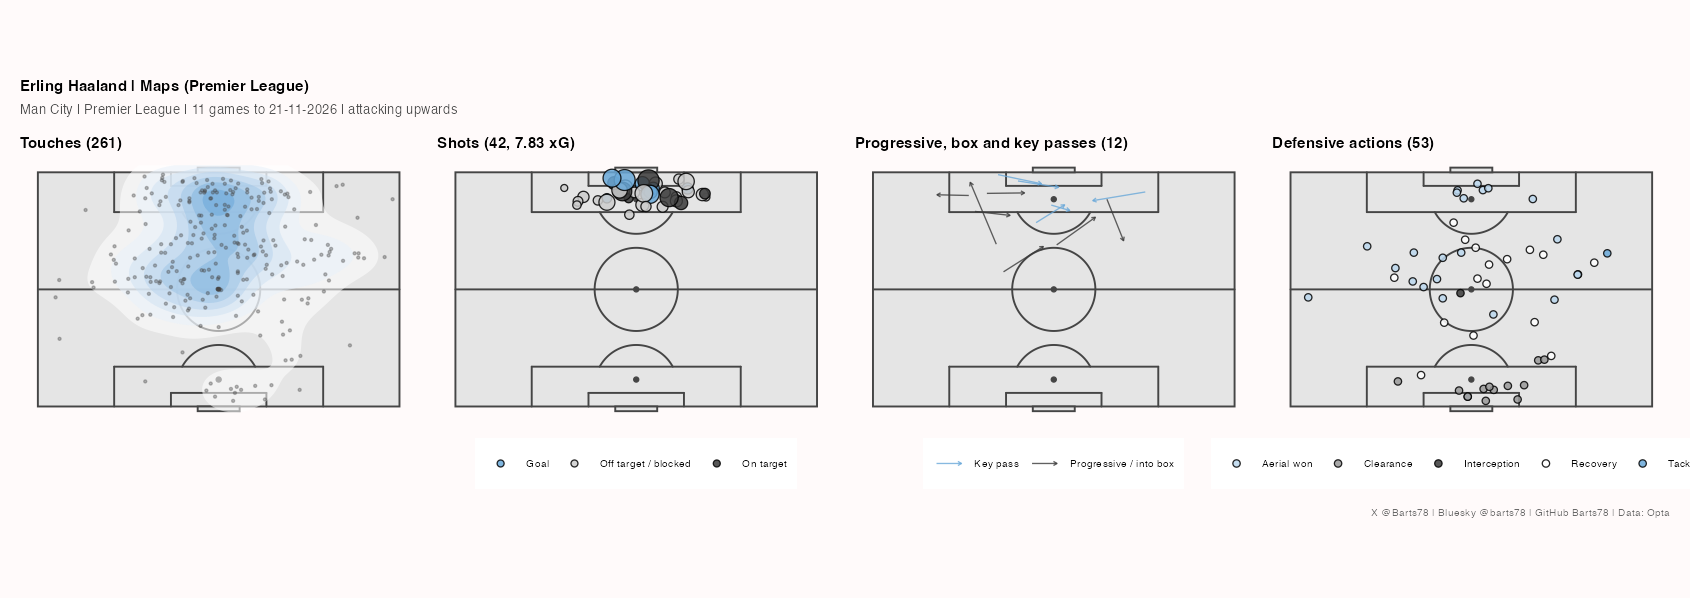 Erling Haaland | Maps (Premier League)
Man City | Premier League | 11 games to 21-11-2026 | attacking upwards
Touches (261)
Shots (42, 7.83 xG)
Progressive, box and key passes (12)
Defensive actions (53)
Goal
Off target / blocked
On target
Key pass
Progressive / into box
Aerial won
Clearance
Interception
Recovery
Tack
X @Barts78 | Bluesky @barts78 | GitHub Barts78 | Data: Opta